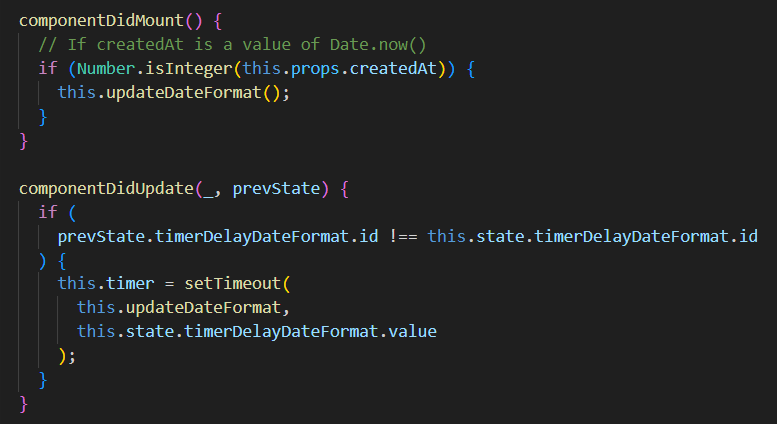 componentDidMount() {
  // If createdAt is a value of Date.now()
  if (Number.isInteger(this.props.createdAt)) {
    this.updateDateFormat();
  }
}

componentDidUpdate(_, prevState) {
  if (
    prevState.timerDelayDateFormat.id !== this.state.timerDelayDateFormat.id
  ) {
    this.timer = setTimeout(
      this.updateDateFormat,
      this.state.timerDelayDateFormat.value
    );
  }
}